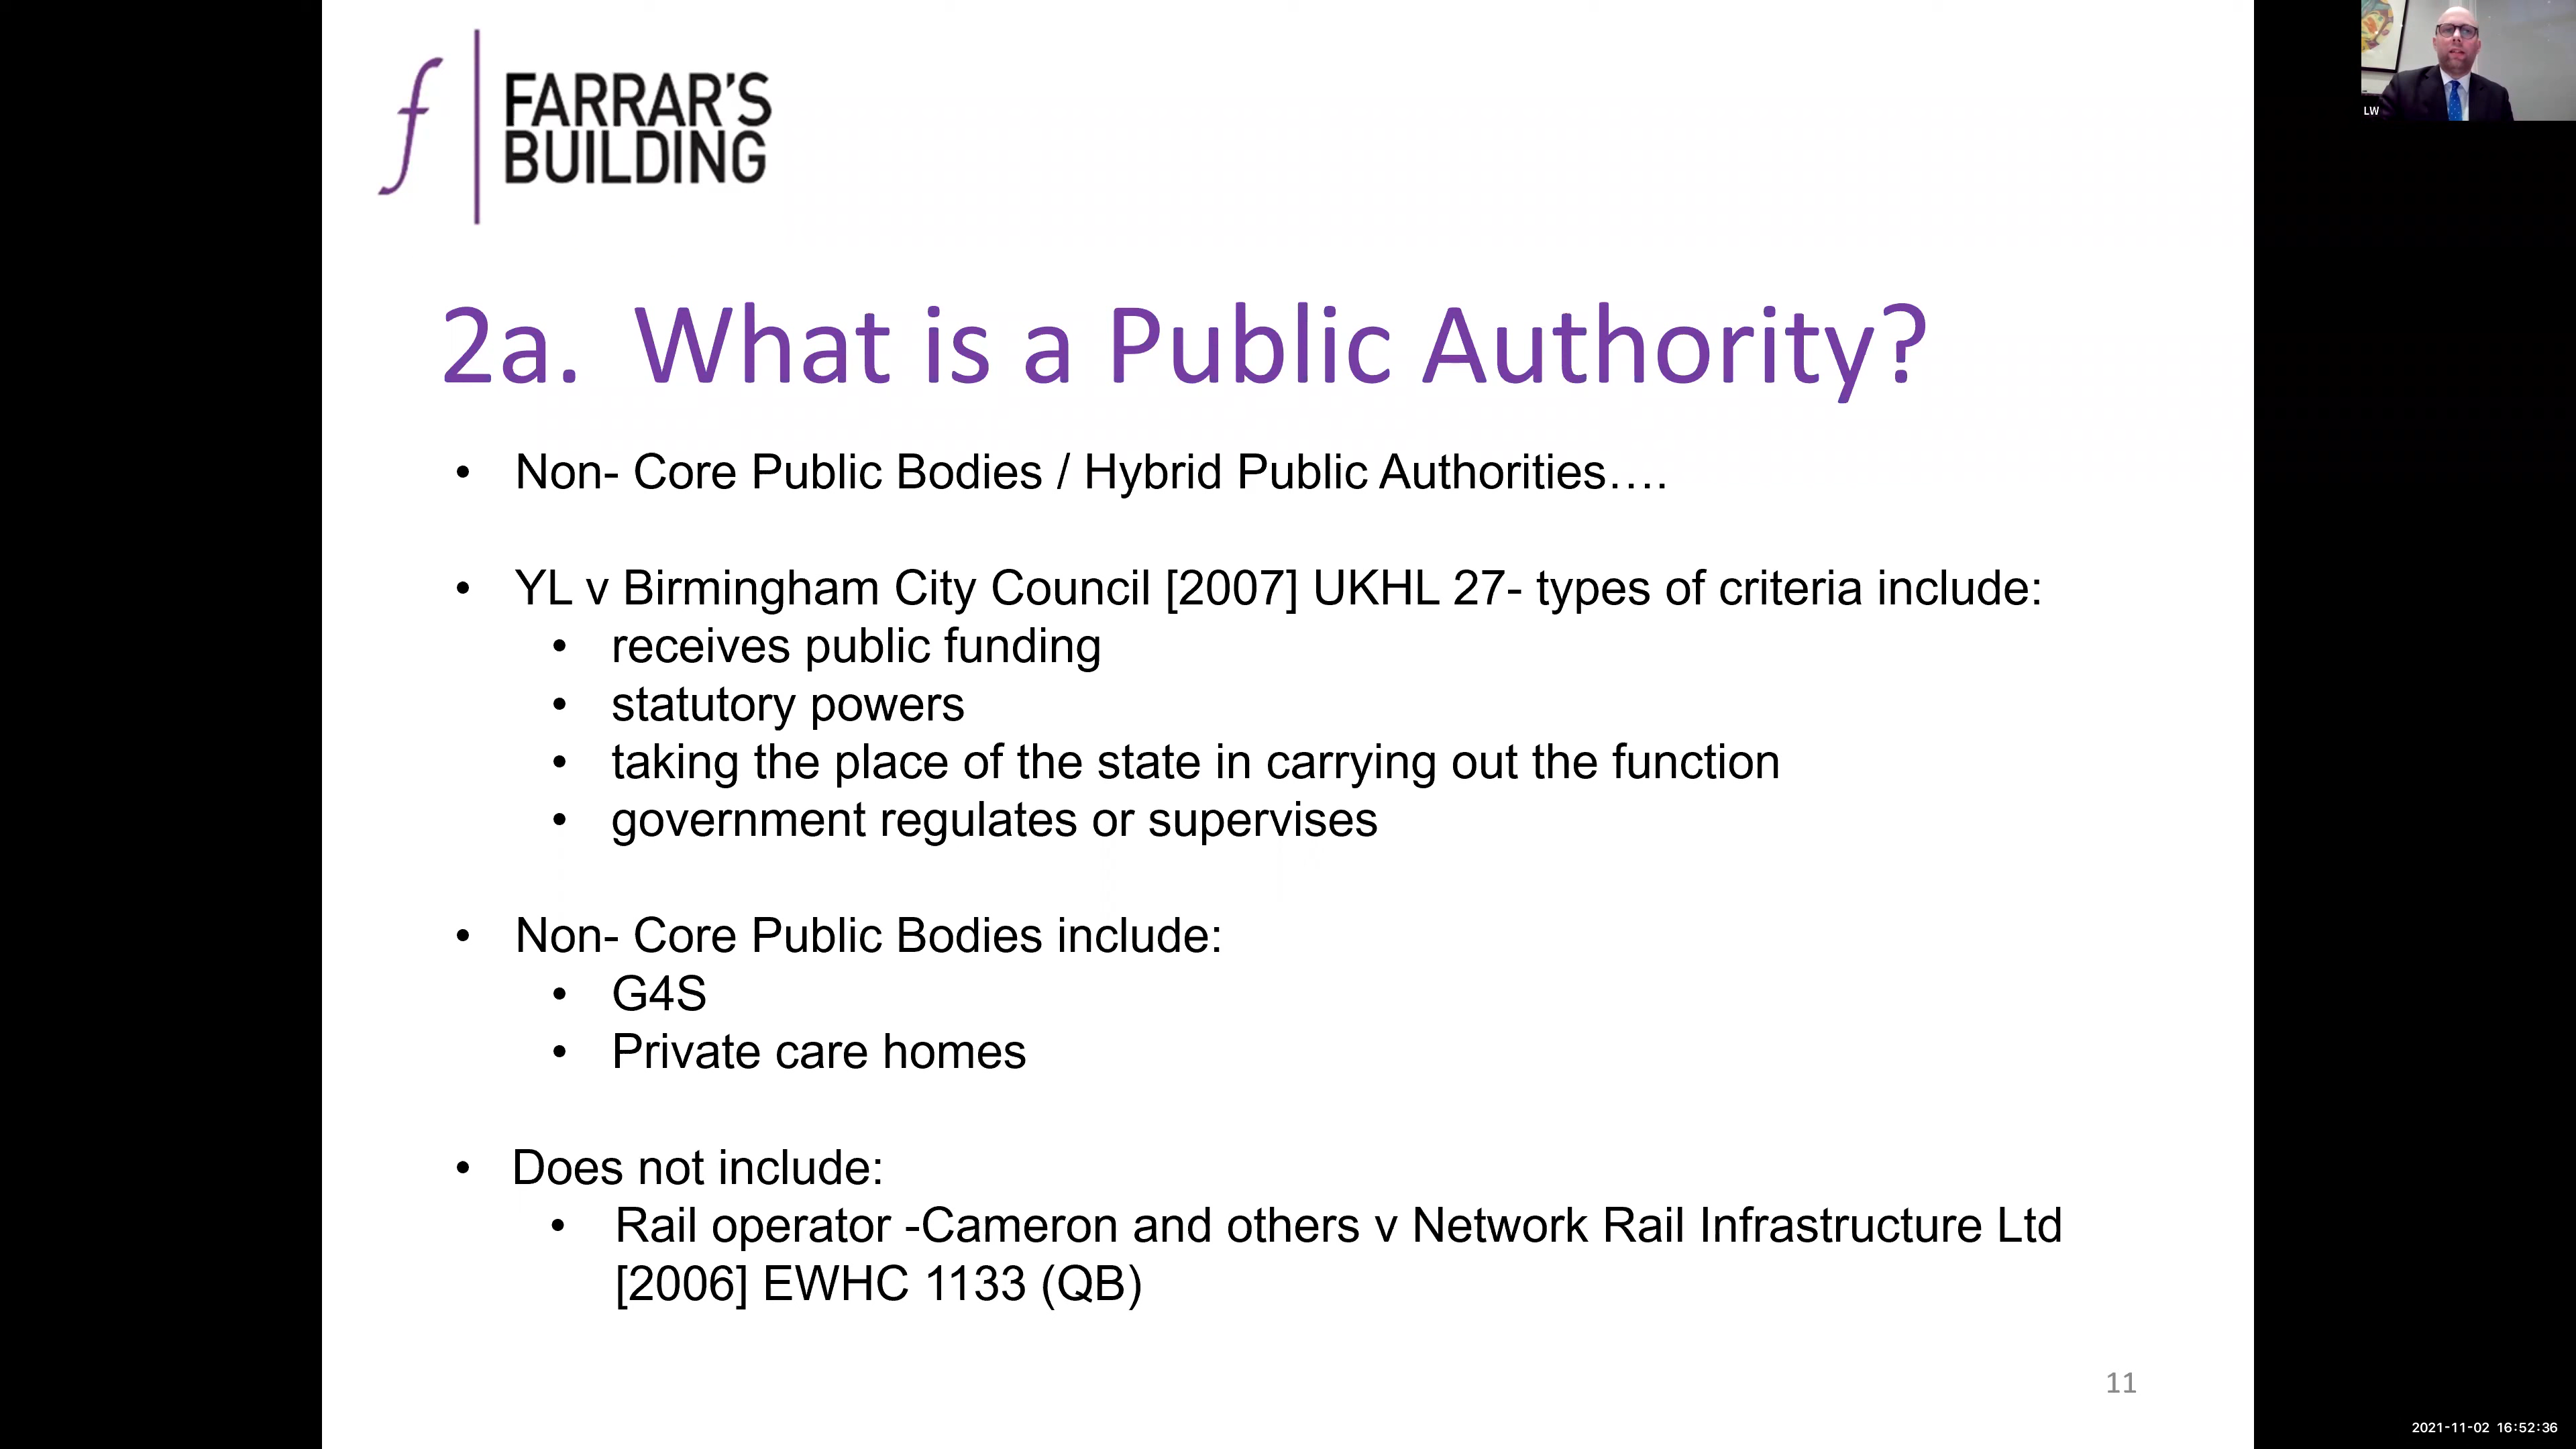 f
FARRAR'S
BUILDING
LW
2a. What is a Public Authority?
• Non- Core Public Bodies / Hybrid Public Authorities….
• YL v Birmingham City Council [2007] UKHL 27- types of criteria include:
• receives public funding
• statutory powers
• taking the place of the state in carrying out the function
• government regulates or supervises
• Non- Core Public Bodies include:
• G4S
• Private care homes
• Does not include:
• Rail operator -Cameron and others v Network Rail Infrastructure Ltd
[2006] EWHC 1133 (QB)
11
2021-11-02 16:52:36